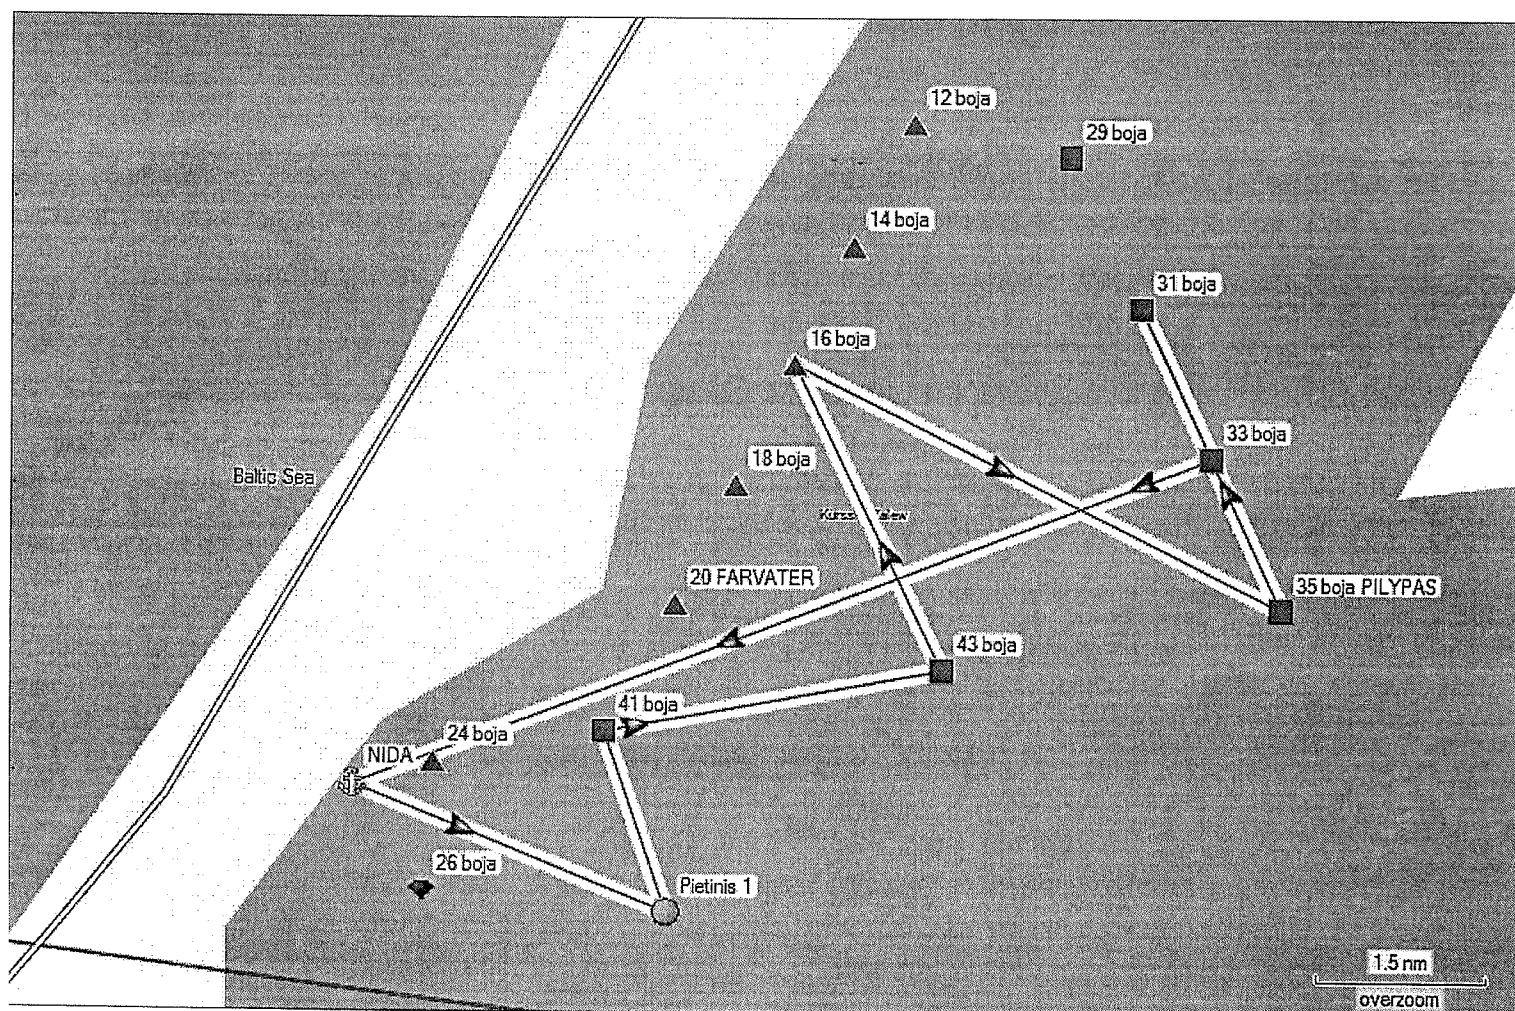 12 boja
29 boja
14 boja
31 boja
16 boja
33 boja
18 boja
Baltic Sea
20 FARVATER
35 boja PILYPAS
43 boja
41 boja
24 boja
NIDA
26 boja
Pietinis 1
1.5 nm
overzoom